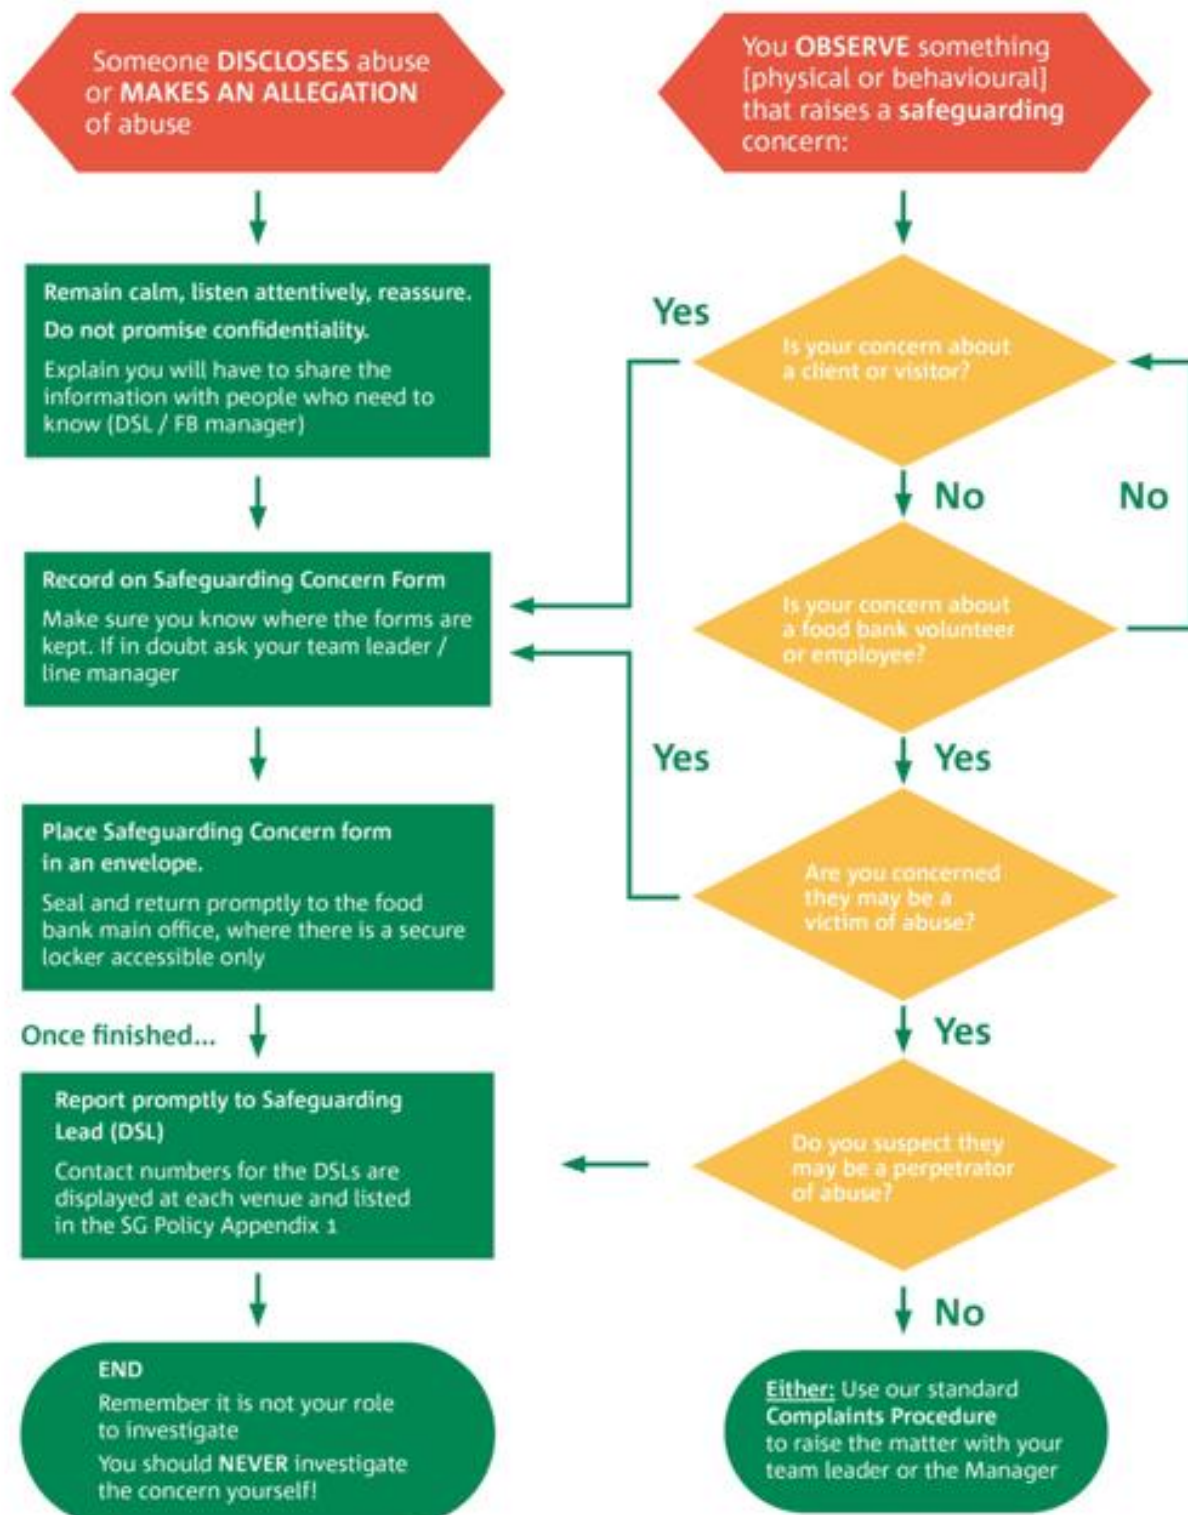 Someone DISCLOSES abuse
or MAKES AN ALLEGATION
of abuse
Remain calm, listen attentively, reassure.
Do not promise confidentiality.
Explain you will have to share the
information with people who need to
know (DSL / FB manager)
Record on Safeguarding Concern Form
Make sure you know where the forms are
kept. If in doubt ask your team leader /
line manager
Place Safeguarding Concern form
in an envelope.
Seal and return promptly to the food
bank main office, where there is a secure
locker accessible only
Once finished...
Report promptly to Safeguarding
Lead (DSL)
Contact numbers for the DSLs are
displayed at each venue and listed
in the SG Policy Appendix 1
END
Remember it is not your role
to investigate
You should NEVER investigate
the concern yourself!
You OBSERVE something
[physical or behavioural]
that raises a safeguarding
concern:
Is your concern about
a client or visitor?
Yes
No
No
Is your concern about
a food bank volunteer
or employee?
Yes
Yes
Are you concerned
they may be a
victim of abuse?
Yes
Do you suspect they
may be a perpetrator
of abuse?
No
Either: Use our standard
Complaints Procedure
to raise the matter with your
team leader or the Manager